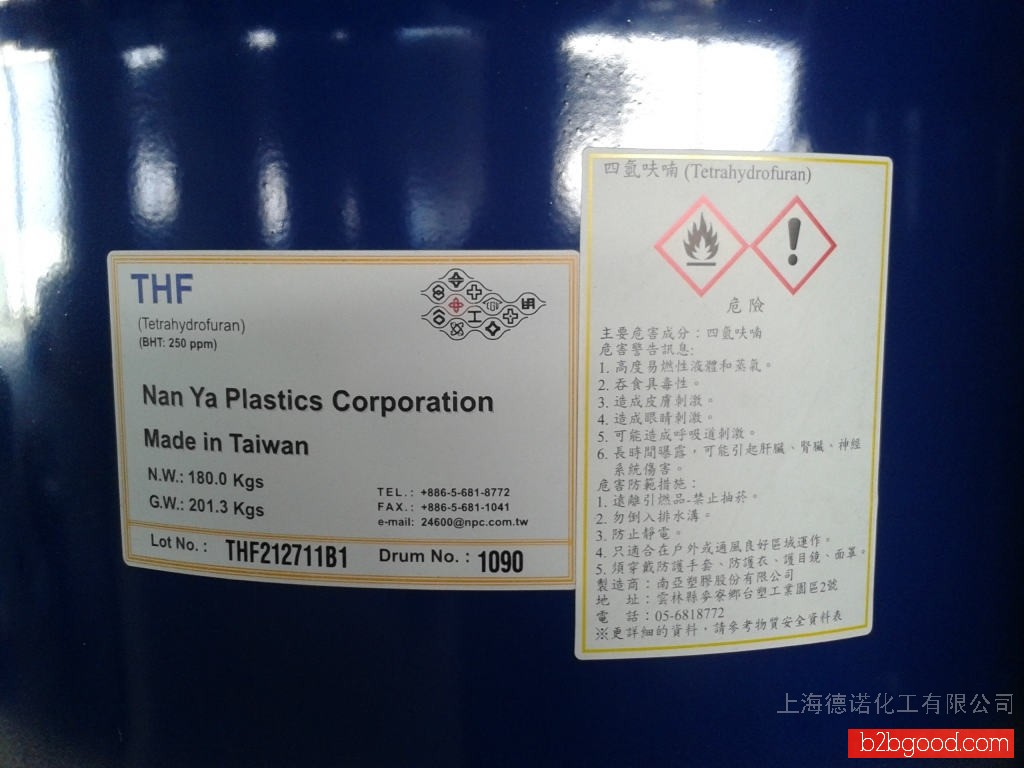 THF
(Tetrahydrofuran)
(BHT: 250 ppm)
Nan Ya Plastics Corporation
Made in Taiwan
N.W.: 180.0 Kgs
G.W.: 201.3 Kgs
TEL.: +886-5-681-8772
FAX.: +886-5-681-1041
e-mail: 24600@npc.com.tw
Lot No.: THF212711B1
Drum No.: 1090
四氫呋喃 (Tetrahydrofuran)
危險
主要危害成分：四氫呋喃
危害警告訊息:
1. 高度易燃性液體和蒸氣。
2. 吞食具毒性。
3. 造成皮膚刺激。
4. 造成眼睛刺激。
5. 可能造成呼吸道刺激。
6. 長時間曝露，可能引起肝臟、腎臟、神經
系統傷害。
危害防範措施：
1. 遠離引燃品-禁止抽菸。
2. 勿倒入排水溝。
3. 防止靜電。
4. 只適合在戶外或通風良好區域運作。
5. 須穿戴防護手套、防護衣、護目鏡、面罩。
製造商：南亞塑膠股份有限公司
地 址：雲林縣麥寮鄉台塑工業園區2號
電 話：05-6818772
※更詳細的資料，請參考物質安全資料表
上海德诺化工有限公司
b2bgood.com